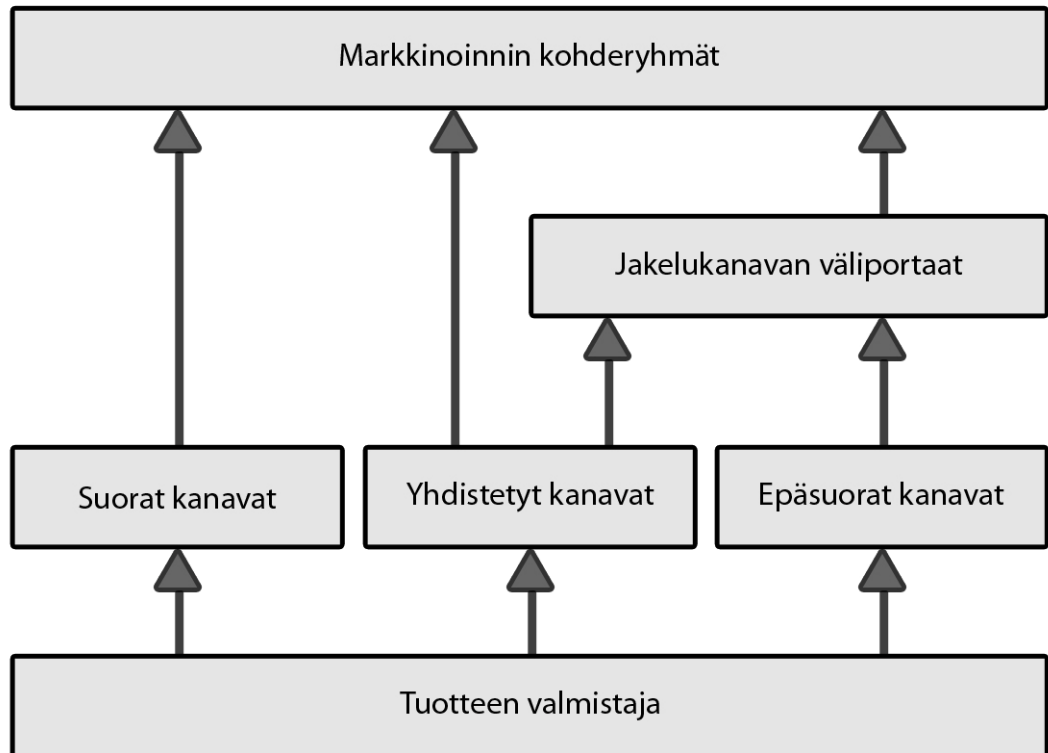 Markkinoinnin kohderyhmät
Jakelukanavan väliportaat
Suorat kanavat
Yhdistetyt kanavat
Epäsuorat kanavat
Tuotteen valmistaja